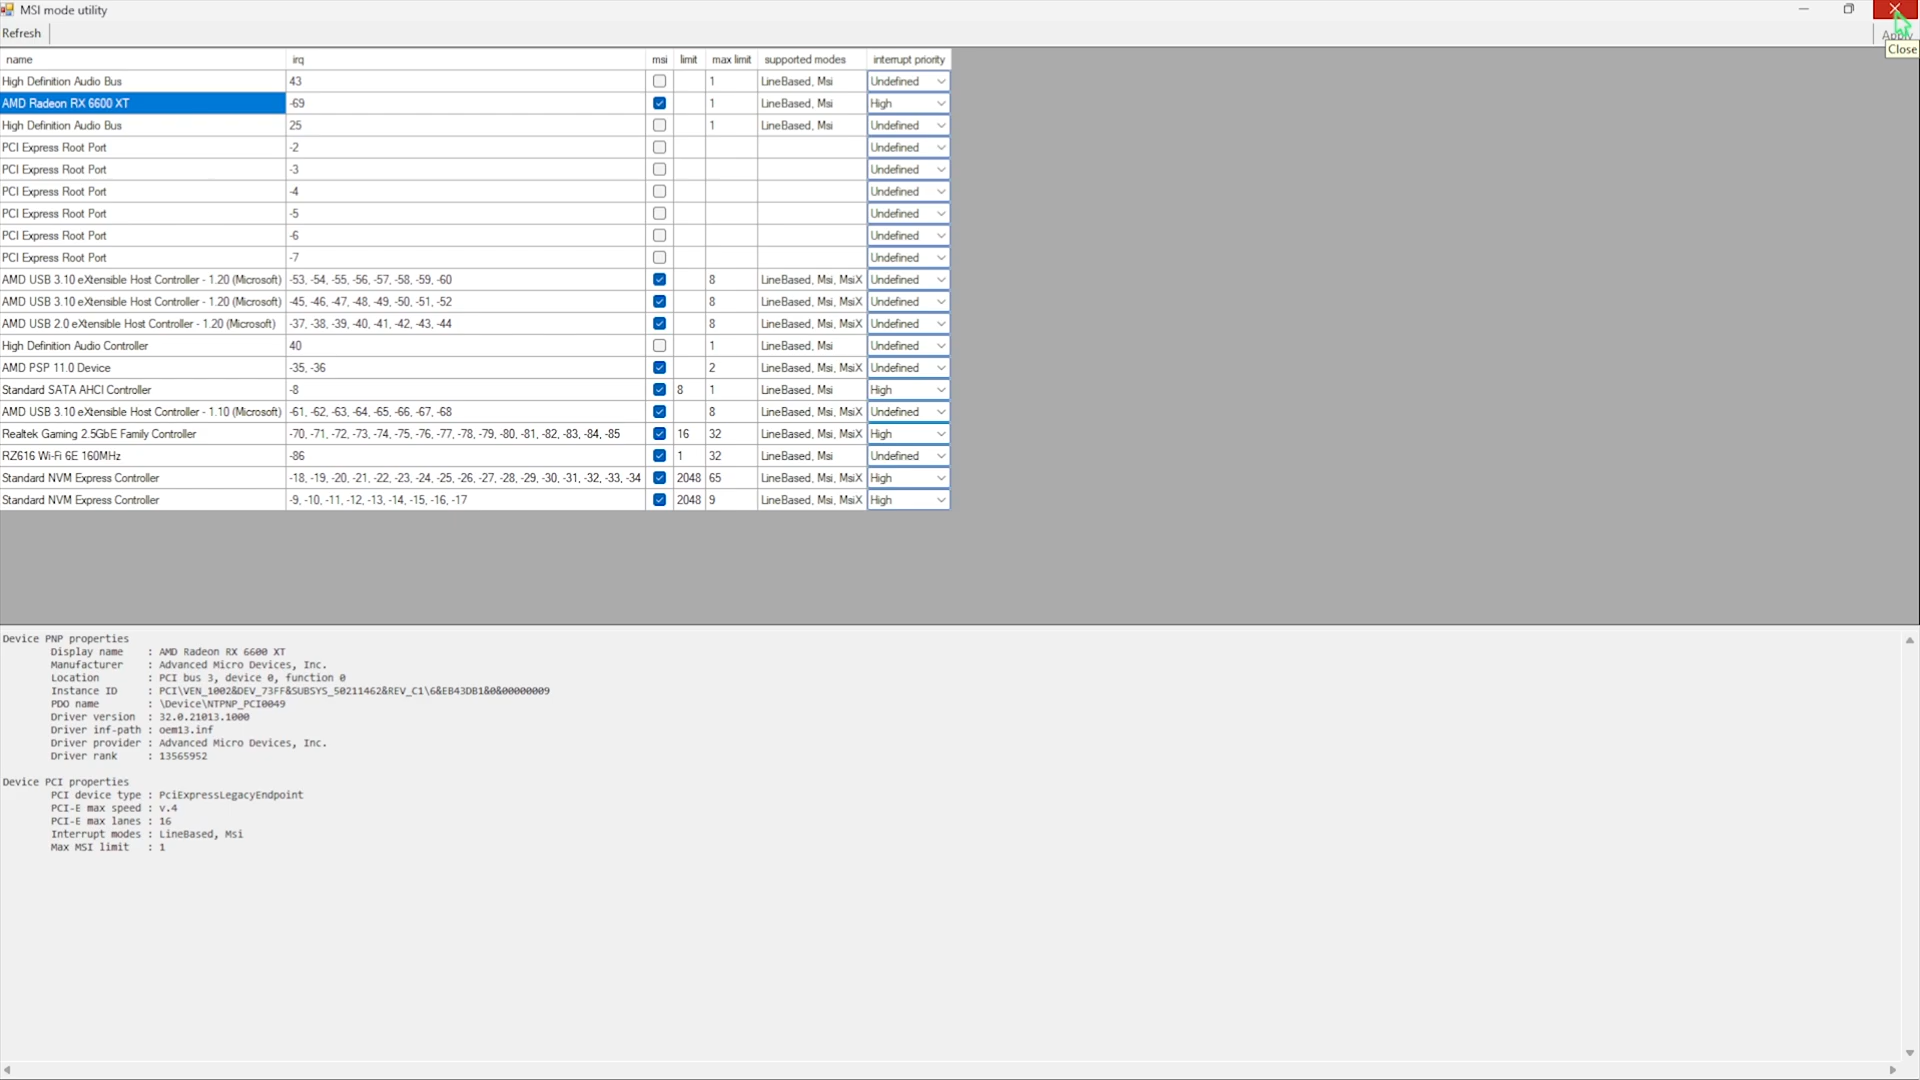 MSI mode utility
Refresh
Apply
Close
name irq msi limit max limit supported modes interrupt priority
High Definition Audio Bus 43 1 LineBased, Msi Undefined
AMD Radeon RX 6600 XT -69 1 LineBased, Msi High
High Definition Audio Bus 25 1 LineBased, Msi Undefined
PCI Express Root Port -2 Undefined
PCI Express Root Port -3 Undefined
PCI Express Root Port -4 Undefined
PCI Express Root Port -5 Undefined
PCI Express Root Port -6 Undefined
PCI Express Root Port -7 Undefined
AMD USB 3.10 eXtensible Host Controller - 1.20 (Microsoft) -53, -54, -55, -56, -57, -58, -59, -60 8 LineBased, Msi, MsiX Undefined
AMD USB 3.10 eXtensible Host Controller - 1.20 (Microsoft) -45, -46, -47, -48, -49, -50, -51, -52 8 LineBased, Msi, MsiX Undefined
AMD USB 2.0 eXtensible Host Controller - 1.20 (Microsoft) -37, -38, -39, -40, -41, -42, -43, -44 8 LineBased, Msi, MsiX Undefined
High Definition Audio Controller 40 1 LineBased, Msi Undefined
AMD PSP 11.0 Device -35, -36 2 LineBased, Msi, MsiX Undefined
Standard SATA AHCI Controller -8 8 1 LineBased, Msi High
AMD USB 3.10 eXtensible Host Controller - 1.10 (Microsoft) -61, -62, -63, -64, -65, -66, -67, -68 8 LineBased, Msi, MsiX Undefined
Realtek Gaming 2.5GbE Family Controller -70, -71, -72, -73, -74, -75, -76, -77, -78, -79, -80, -81, -82, -83, -84, -85 16 32 LineBased, Msi, MsiX High
RZ616 Wi-Fi 6E 160MHz -86 1 32 LineBased, Msi, MsiX Undefined
Standard NVM Express Controller -18, -19, -20, -21, -22, -23, -24, -25, -26, -27, -28, -29, -30, -31, -32, -33, -34 2048 65 LineBased, Msi, MsiX High
Standard NVM Express Controller -9, -10, -11, -12, -13, -14, -15, -16, -17 2048 9 LineBased, Msi, MsiX High
Device PNP properties
Display name : AMD Radeon RX 6600 XT
Manufacturer : Advanced Micro Devices, Inc.
Location : PCI bus 3, device 0, function 0
Instance ID : PCI\VEN_1002&DEV_73FF&SUBSYS_50211462&REV_C1\6&EB43DB1&0&00000009
PDO name : \Device\NTPNP_PCI0049
Driver version : 32.0.21013.1000
Driver inf-path : oem13.inf
Driver provider : Advanced Micro Devices, Inc.
Driver rank : 13565952
Device PCI properties
PCI device type : PciExpressLegacyEndpoint
PCI-E max speed : v.4
PCI-E max lanes : 16
Interrupt modes : LineBased, Msi
Max MSI limit : 1